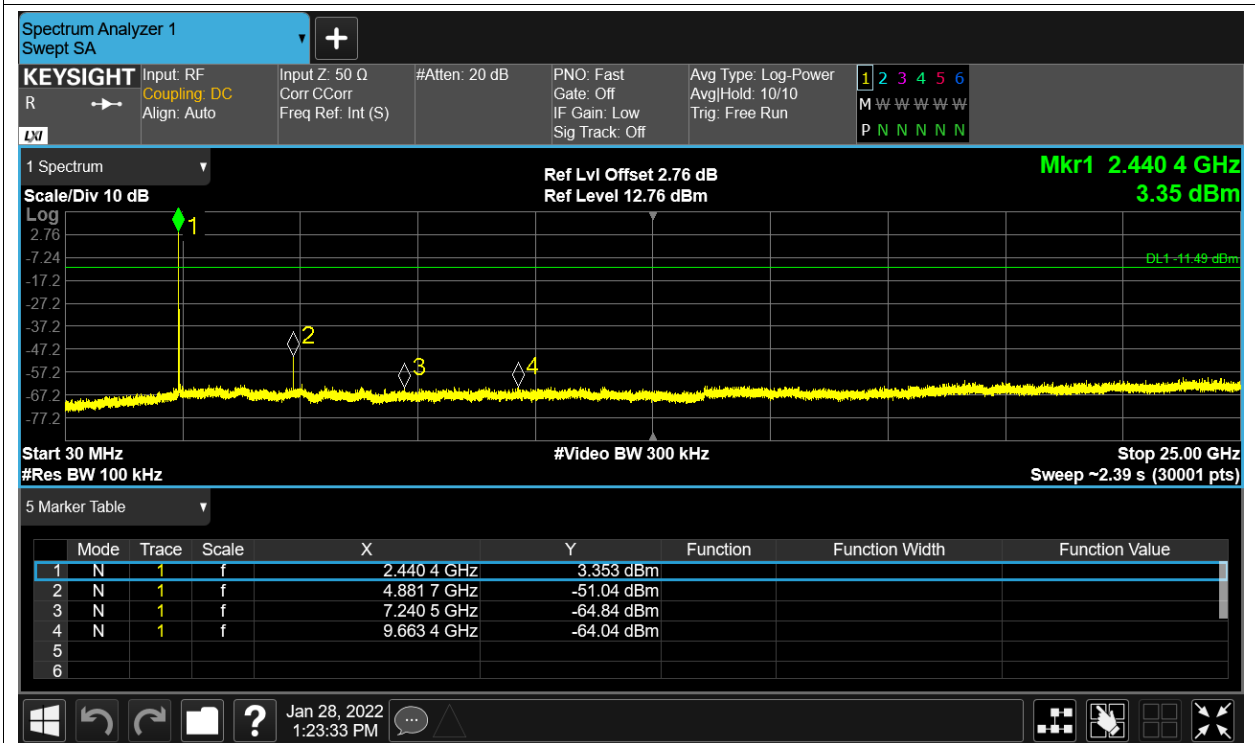 Spectrum Analyzer 1
Swept SA
+
KEYSIGHT
R
LXI
Input: RF
Coupling: DC
Align: Auto
Input Z: 50 Ω
Corr CCorr
Freq Ref: Int (S)
#Atten: 20 dB
PNO: Fast
Gate: Off
IF Gain: Low
Sig Track: Off
Avg Type: Log-Power
Avg|Hold: 10/10
Trig: Free Run
1 2 3 4 5 6
M W W W W W
P N N N N N
1 Spectrum
Scale/Div 10 dB
Ref Lvl Offset 2.76 dB
Ref Level 12.76 dBm
Mkr1 2.440 4 GHz
3.35 dBm
Log
2.76
-7.24
-17.2
-27.2
-37.2
-47.2
-57.2
-67.2
-77.2
1
2
3
4
DL1 -11.49 dBm
Start 30 MHz
#Video BW 300 kHz
Stop 25.00 GHz
#Res BW 100 kHz
Sweep ~2.39 s (30001 pts)
5 Marker Table
Mode Trace Scale X Y Function Function Width Function Value
1 N 1 f 2.440 4 GHz 3.353 dBm
2 N 1 f 4.881 7 GHz -51.04 dBm
3 N 1 f 7.240 5 GHz -64.84 dBm
4 N 1 f 9.663 4 GHz -64.04 dBm
5
6
?
Jan 28, 2022
1:23:33 PM